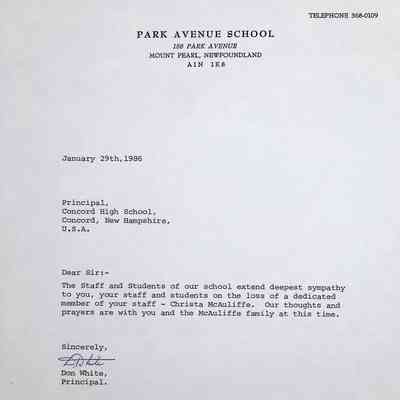 TELEPHONE 368-0109
PARK AVENUE SCHOOL
166 PARK AVENUE
MOUNT PEARL, NEWFOUNDLAND
A1N 1K6
January 29th,1986
Principal,
Concord High School,
Concord, New Hampshire,
U.S.A.
Dear Sir:-
The Staff and Students of our school extend deepest sympathy
to you, your staff and students on the loss of a dedicated
member of your staff - Christa McAuliffe. Our thoughts and
prayers are with you and the McAuliffe family at this time.
Sincerely,
Don White,
Principal.